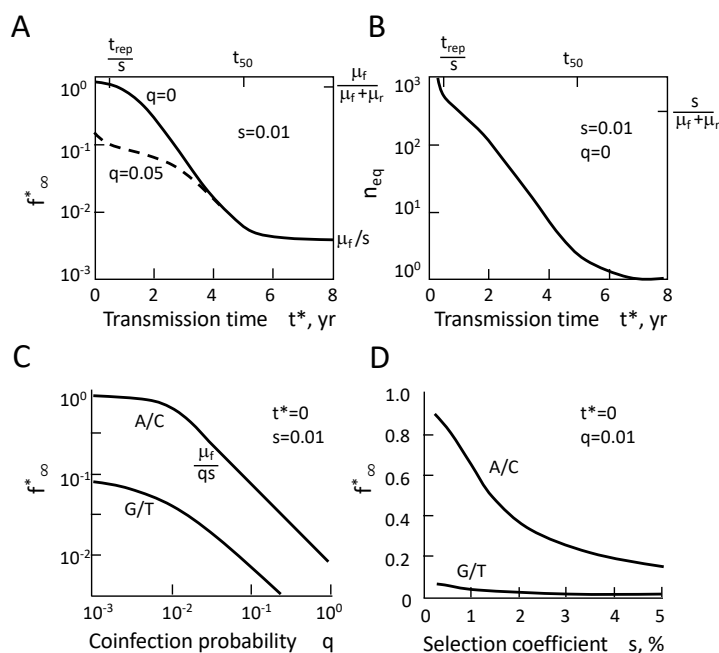 A
t_rep
s
t_50
10^0
q=0
μ_f
μ_f+μ_r
s=0.01
10^-1
q=0.05
f*_∞
10^-2
μ_f/s
10^-3
0 2 4 6 8
Transmission time t*, yr
B
t_rep
s
t_50
10^3
s
μ_f+μ_r
s=0.01
q=0
10^2
n_eq
10^1
10^0
0 2 4 6 8
Transmission time t*, yr
C
10^0
A/C
t*=0
s=0.01
μ_f
qs
10^-1
f*_∞
G/T
10^-2
10^-3 10^-2 10^-1 10^0
Coinfection probability q
D
1.0
t*=0
q=0.01
0.8
A/C
0.6
f*_∞
0.4
0.2
G/T
0
0 1 2 3 4 5
Selection coefficient s, %